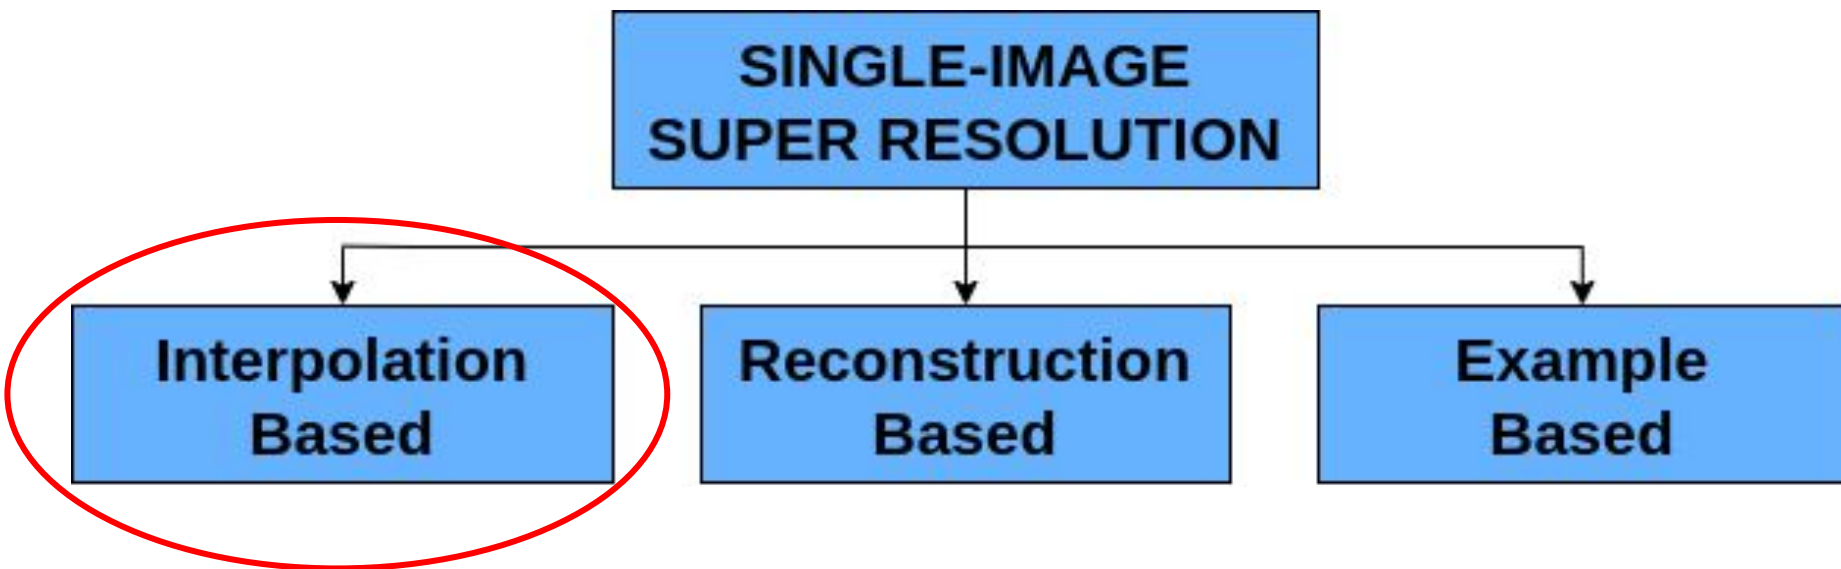 SINGLE-IMAGE
SUPER RESOLUTION
Interpolation
Based
Reconstruction
Based
Example
Based